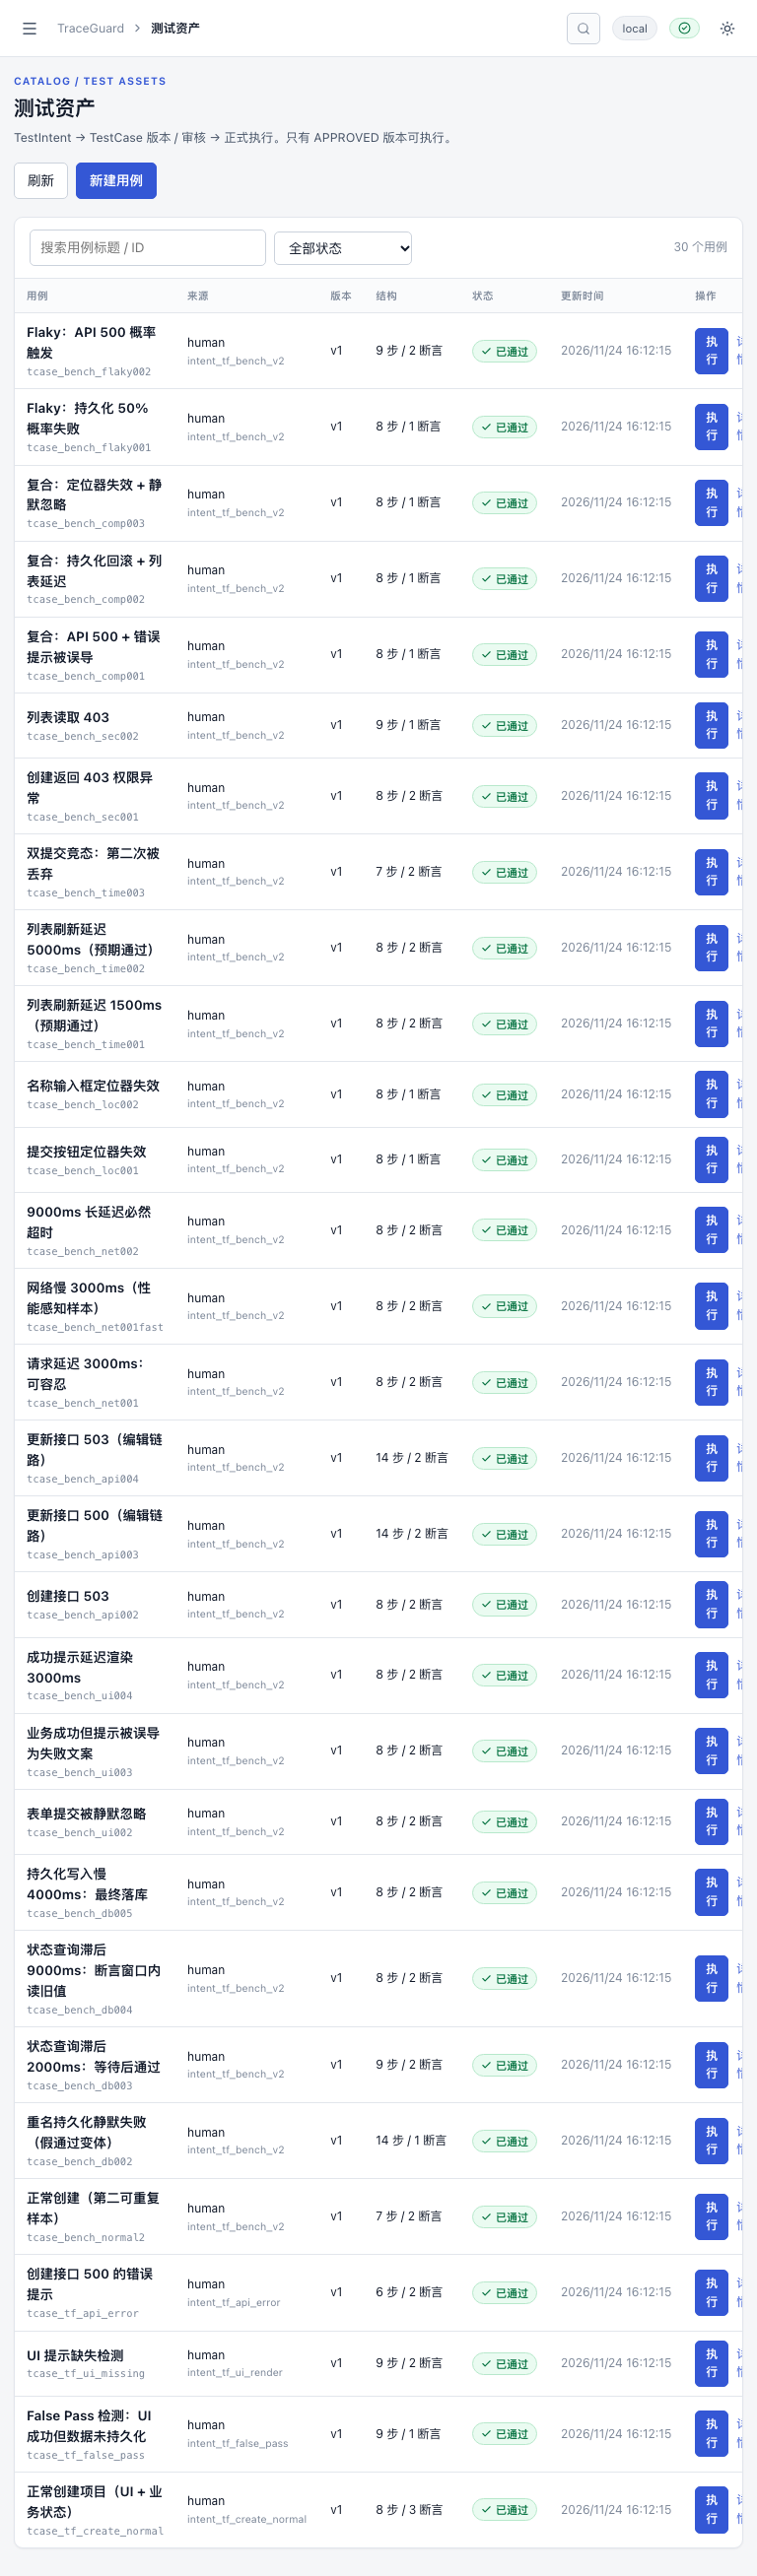 TraceGuard > 测试资产
local
CATALOG / TEST ASSETS
测试资产
TestIntent → TestCase 版本 / 审核 → 正式执行。只有 APPROVED 版本可执行。
刷新 新建用例
搜索用例标题 / ID 全部状态 30 个用例
用例 来源 版本 结构 状态 更新时间 操作
Flaky：API 500 概率
触发
tcase_bench_flaky002
human
intent_tf_bench_v2
v1 9 步 / 2 断言 已通过 2026/11/24 16:12:15
执
行
Flaky：持久化 50%
概率失败
tcase_bench_flaky001
human
intent_tf_bench_v2
v1 8 步 / 1 断言 已通过 2026/11/24 16:12:15
执
行
复合：定位器失效 + 静
默忽略
tcase_bench_comp003
human
intent_tf_bench_v2
v1 8 步 / 1 断言 已通过 2026/11/24 16:12:15
执
行
复合：持久化回滚 + 列
表延迟
tcase_bench_comp002
human
intent_tf_bench_v2
v1 8 步 / 1 断言 已通过 2026/11/24 16:12:15
执
行
复合：API 500 + 错误
提示被误导
tcase_bench_comp001
human
intent_tf_bench_v2
v1 8 步 / 1 断言 已通过 2026/11/24 16:12:15
执
行
列表读取 403
tcase_bench_sec002
human
intent_tf_bench_v2
v1 9 步 / 1 断言 已通过 2026/11/24 16:12:15
执
行
创建返回 403 权限异
常
tcase_bench_sec001
human
intent_tf_bench_v2
v1 8 步 / 2 断言 已通过 2026/11/24 16:12:15
执
行
双提交竞态：第二次被
丢弃
tcase_bench_time003
human
intent_tf_bench_v2
v1 7 步 / 2 断言 已通过 2026/11/24 16:12:15
执
行
列表刷新延迟
5000ms（预期通过）
tcase_bench_time002
human
intent_tf_bench_v2
v1 8 步 / 2 断言 已通过 2026/11/24 16:12:15
执
行
列表刷新延迟 1500ms
（预期通过）
tcase_bench_time001
human
intent_tf_bench_v2
v1 8 步 / 2 断言 已通过 2026/11/24 16:12:15
执
行
名称输入框定位器失效
tcase_bench_loc002
human
intent_tf_bench_v2
v1 8 步 / 1 断言 已通过 2026/11/24 16:12:15
执
行
提交按钮定位器失效
tcase_bench_loc001
human
intent_tf_bench_v2
v1 8 步 / 1 断言 已通过 2026/11/24 16:12:15
执
行
9000ms 长延迟必然
超时
tcase_bench_net002
human
intent_tf_bench_v2
v1 8 步 / 2 断言 已通过 2026/11/24 16:12:15
执
行
网络慢 3000ms（性
能感知样本）
tcase_bench_net001fast
human
intent_tf_bench_v2
v1 8 步 / 2 断言 已通过 2026/11/24 16:12:15
执
行
请求延迟 3000ms：
可容忍
tcase_bench_net001
human
intent_tf_bench_v2
v1 8 步 / 2 断言 已通过 2026/11/24 16:12:15
执
行
更新接口 503（编辑链
路）
tcase_bench_api004
human
intent_tf_bench_v2
v1 14 步 / 2 断言 已通过 2026/11/24 16:12:15
执
行
更新接口 500（编辑链
路）
tcase_bench_api003
human
intent_tf_bench_v2
v1 14 步 / 2 断言 已通过 2026/11/24 16:12:15
执
行
创建接口 503
tcase_bench_api002
human
intent_tf_bench_v2
v1 8 步 / 2 断言 已通过 2026/11/24 16:12:15
执
行
成功提示延迟渲染
3000ms
tcase_bench_ui004
human
intent_tf_bench_v2
v1 8 步 / 2 断言 已通过 2026/11/24 16:12:15
执
行
业务成功但提示被误导
为失败文案
tcase_bench_ui003
human
intent_tf_bench_v2
v1 8 步 / 2 断言 已通过 2026/11/24 16:12:15
执
行
表单提交被静默忽略
tcase_bench_ui002
human
intent_tf_bench_v2
v1 8 步 / 2 断言 已通过 2026/11/24 16:12:15
执
行
持久化写入慢
4000ms：最终落库
tcase_bench_db005
human
intent_tf_bench_v2
v1 8 步 / 2 断言 已通过 2026/11/24 16:12:15
执
行
状态查询滞后
9000ms：断言窗口内
读旧值
tcase_bench_db004
human
intent_tf_bench_v2
v1 8 步 / 2 断言 已通过 2026/11/24 16:12:15
执
行
状态查询滞后
2000ms：等待后通过
tcase_bench_db003
human
intent_tf_bench_v2
v1 9 步 / 2 断言 已通过 2026/11/24 16:12:15
执
行
重名持久化静默失败
（假通过变体）
tcase_bench_db002
human
intent_tf_bench_v2
v1 14 步 / 1 断言 已通过 2026/11/24 16:12:15
执
行
正常创建（第二可重复
样本）
tcase_bench_normal2
human
intent_tf_bench_v2
v1 7 步 / 2 断言 已通过 2026/11/24 16:12:15
执
行
创建接口 500 的错误
提示
tcase_tf_api_error
human
intent_tf_api_error
v1 6 步 / 2 断言 已通过 2026/11/24 16:12:15
执
行
UI 提示缺失检测
tcase_tf_ui_missing
human
intent_tf_ui_render
v1 9 步 / 2 断言 已通过 2026/11/24 16:12:15
执
行
False Pass 检测：UI
成功但数据未持久化
tcase_tf_false_pass
human
intent_tf_false_pass
v1 9 步 / 1 断言 已通过 2026/11/24 16:12:15
执
行
正常创建项目（UI + 业
务状态）
tcase_tf_create_normal
human
intent_tf_create_normal
v1 8 步 / 3 断言 已通过 2026/11/24 16:12:15
执
行